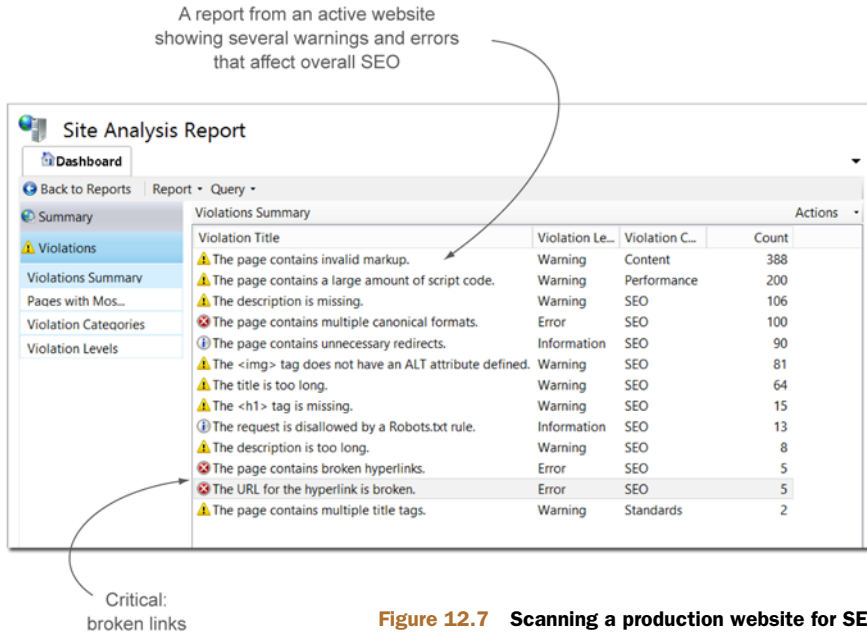 A report from an active website
showing several warnings and errors
that affect overall SEO
Site Analysis Report
Dashboard
Back to Reports Report Query
Summary
Violations
Violations Summary
Pages with Mos...
Violation Categories
Violation Levels
Violations Summary Actions
Violation Title Violation Le... Violation C... Count
The page contains invalid markup. Warning Content 388
The page contains a large amount of script code. Warning Performance 200
The description is missing. Warning SEO 106
The page contains multiple canonical formats. Error SEO 100
The page contains unnecessary redirects. Information SEO 90
The <img> tag does not have an ALT attribute defined. Warning SEO 81
The title is too long. Warning SEO 64
The <h1> tag is missing. Warning SEO 15
The request is disallowed by a Robots.txt rule. Information SEO 13
The description is too long. Warning SEO 8
The page contains broken hyperlinks. Error SEO 5
The URL for the hyperlink is broken. Error SEO 5
The page contains multiple title tags. Warning Standards 2
Critical:
broken links
Figure 12.7 Scanning a production website for SE